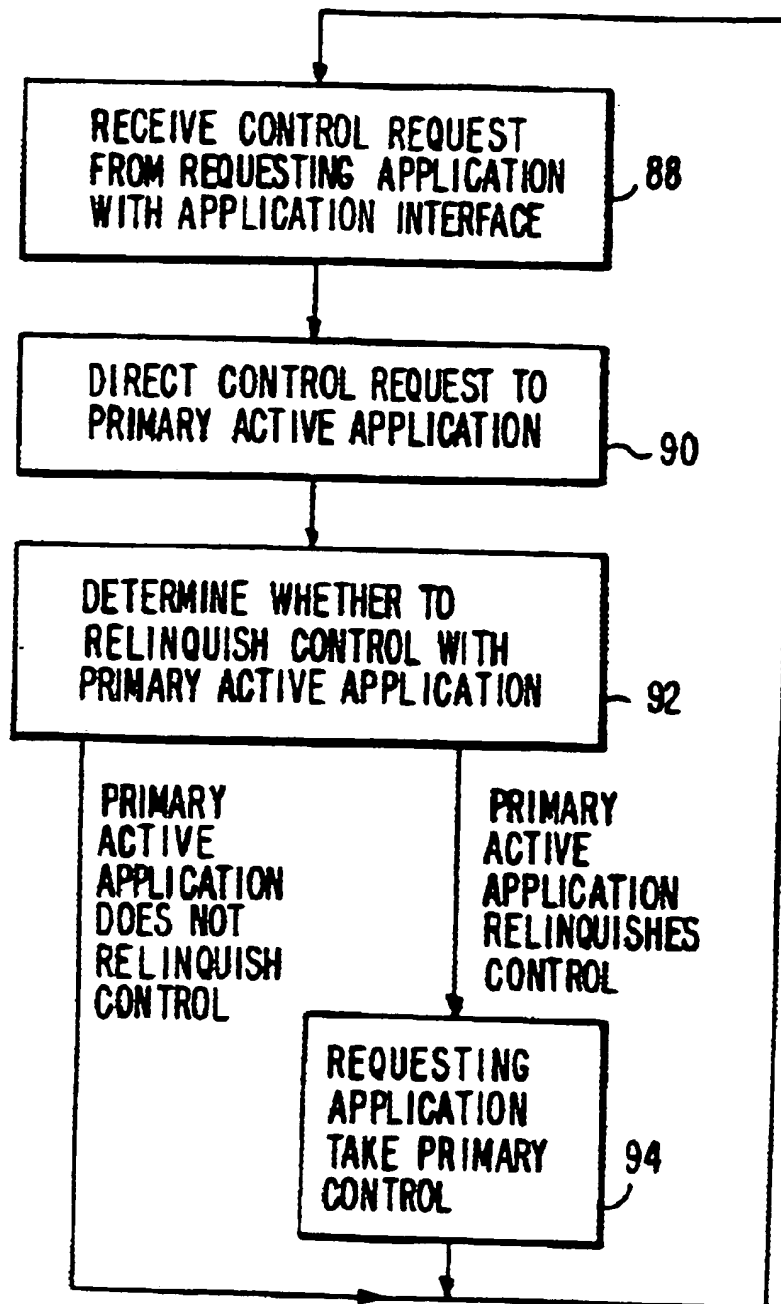 RECEIVE CONTROL REQUEST
FROM REQUESTING APPLICATION
WITH APPLICATION INTERFACE
88
DIRECT CONTROL REQUEST TO
PRIMARY ACTIVE APPLICATION
90
DETERMINE WHETHER TO
RELINQUISH CONTROL WITH
PRIMARY ACTIVE APPLICATION
92
PRIMARY
ACTIVE
APPLICATION
DOES NOT
RELINQUISH
CONTROL
PRIMARY
ACTIVE
APPLICATION
RELINQUISHES
CONTROL
REQUESTING
APPLICATION
TAKE PRIMARY
CONTROL
94